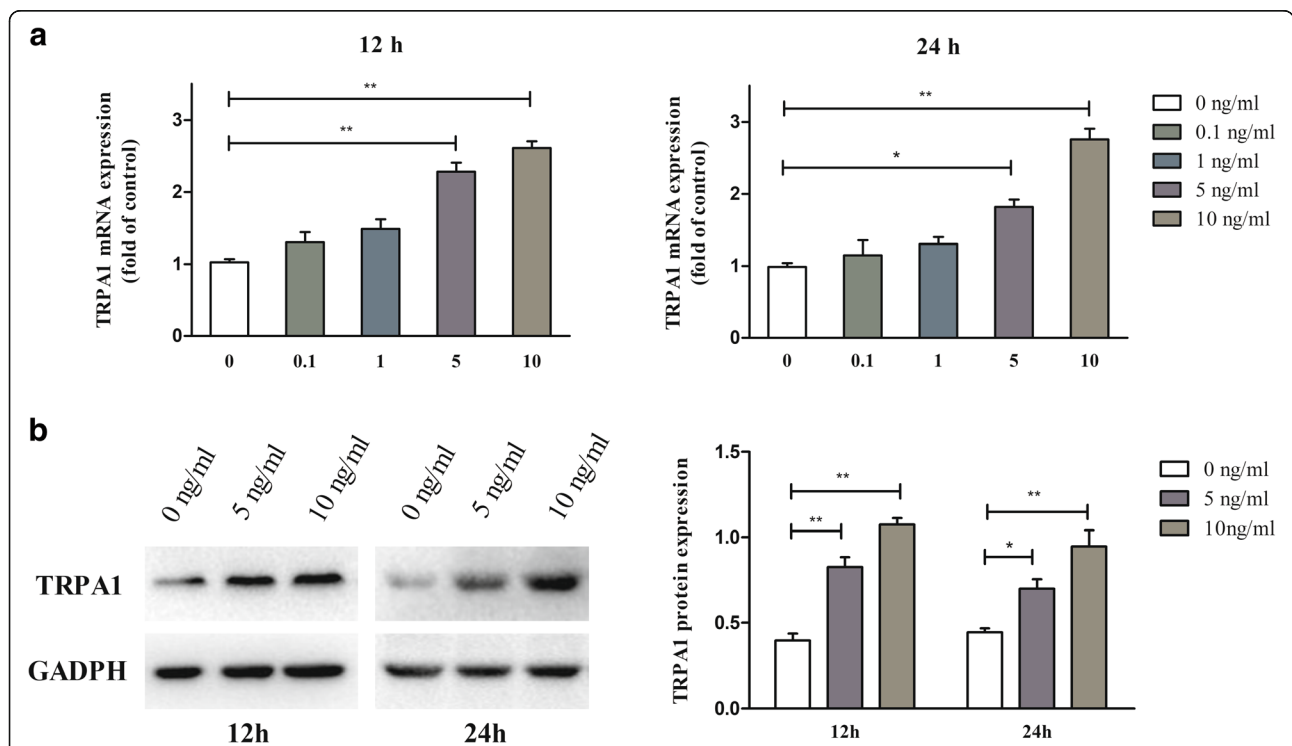 a
12 h
TRPA1 mRNA expression
(fold of control)
3
2
1
0
**
**
0
0.1
1
5
10
24 h
TRPA1 mRNA expression
(fold of control)
3
2
1
0
**
*
0
0.1
1
5
10
0 ng/ml
0.1 ng/ml
1 ng/ml
5 ng/ml
10 ng/ml
b
0 ng/ml
5 ng/ml
10 ng/ml
0 ng/ml
5 ng/ml
10 ng/ml
TRPA1
GADPH
12h
24h
TRPA1 protein expression
1.5
1.0
0.5
0.0
**
**
**
*
12h
24h
0 ng/ml
5 ng/ml
10ng/ml